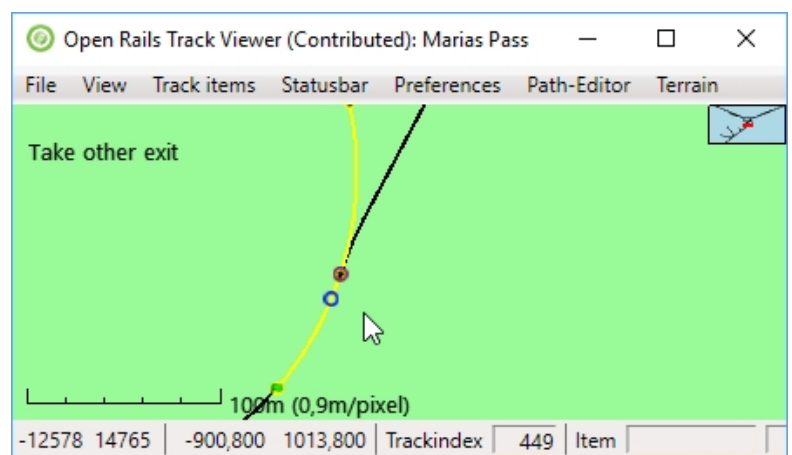 Open Rails Track Viewer (Contributed): Marias Pass
File View Track items Statusbar Preferences Path-Editor Terrain
Take other exit
100m (0,9m/pixel)
-12578 14765 -900,800 1013,800 Trackindex 449 Item